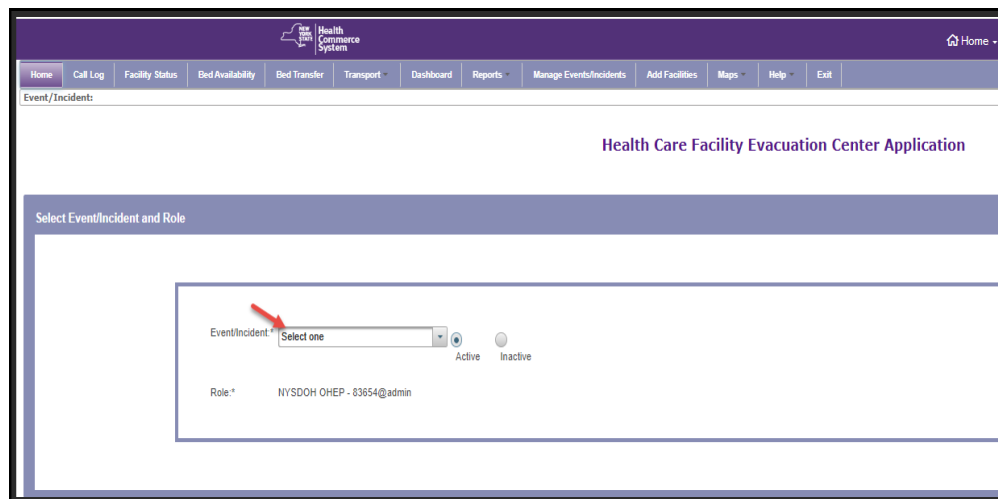 NEW YORK STATE
Health Commerce System
Home
Home Call Log Facility Status Bed Availability Bed Transfer Transport Dashboard Reports Manage Events/Incidents Add Facilities Maps Help Exit
Event/Incident:
Health Care Facility Evacuation Center Application
Select Event/Incident and Role
Event/Incident:* Select one
Active Inactive
Role:* NYSDOH OHEP - 83654@admin